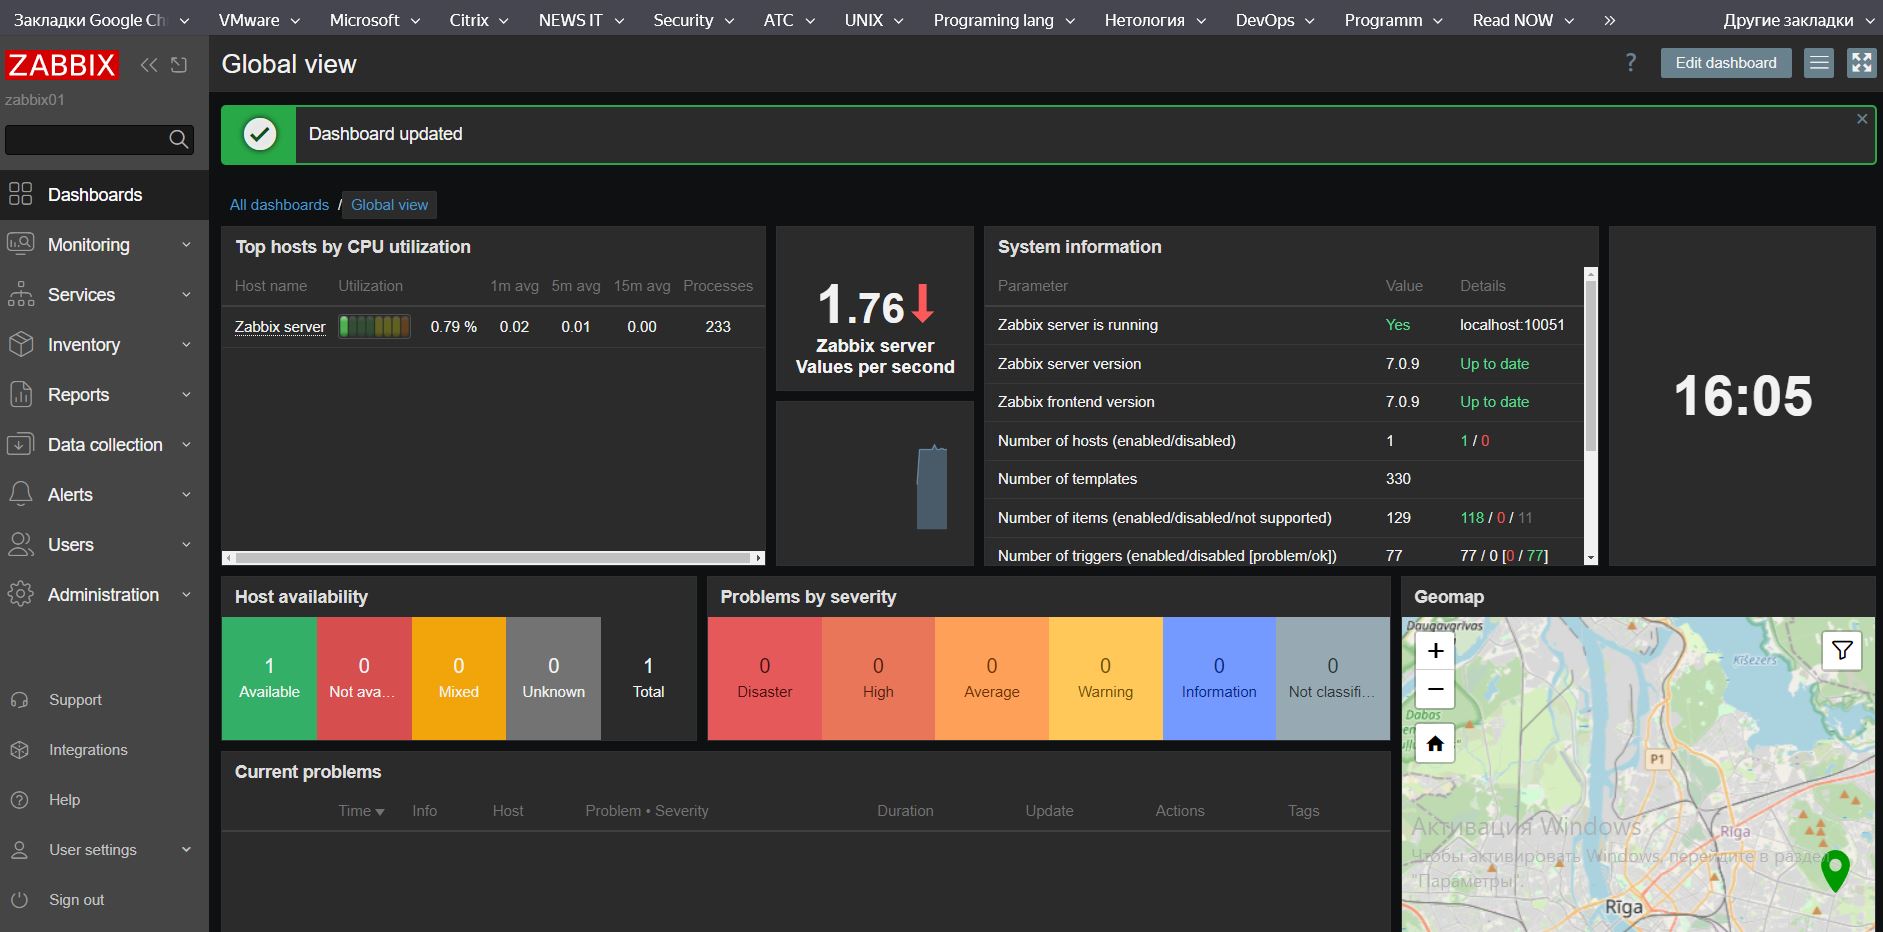 Закладки Google Ch VMware Microsoft Citrix NEWS IT Security ATC UNIX Programing lang Нетология DevOps Programm Read NOW » Другие закладки
ZABBIX
zabbix01
Dashboards
Monitoring
Services
Inventory
Reports
Data collection
Alerts
Users
Administration
Support
Integrations
Help
User settings
Sign out
Global view
? Edit dashboard
Dashboard updated
All dashboards / Global view
Top hosts by CPU utilization
Host name Utilization 1m avg 5m avg 15m avg Processes
Zabbix server 0.79 % 0.02 0.01 0.00 233
1.76
Zabbix server
Values per second
System information
Parameter Value Details
Zabbix server is running Yes localhost:10051
Zabbix server version 7.0.9 Up to date
Zabbix frontend version 7.0.9 Up to date
Number of hosts (enabled/disabled) 1 1 / 0
Number of templates 330
Number of items (enabled/disabled/not supported) 129 118 / 0 / 11
Number of triggers (enabled/disabled [problem/ok]) 77 77 / 0 [0 / 77]
16:05
Host availability
1 0 0 0 1
Available Not ava... Mixed Unknown Total
Problems by severity
0 0 0 0 0 0
Disaster High Average Warning Information Not classifi...
Geomap
Daugavgrīvas
Ķīšezers
+
−
Dabas
P1
Rīga
Rīga
Активация Windows
Чтобы активировать Windows, перейдите в раздел
"Параметры".
Current problems
Time Info Host Problem • Severity Duration Update Actions Tags